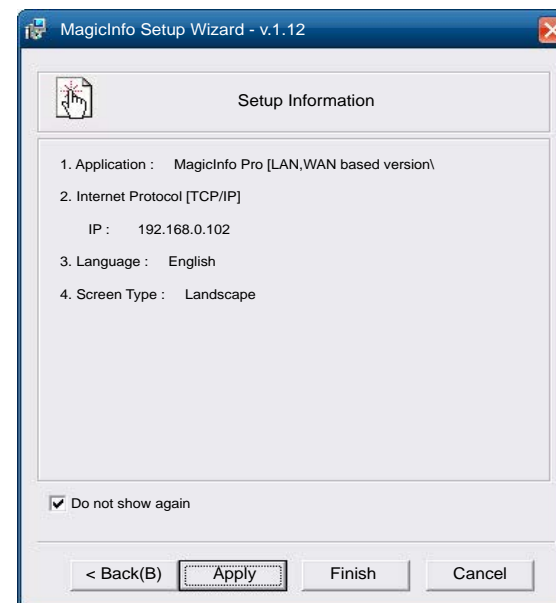 MagicInfo Setup Wizard - v.1.12
Setup Information
1. Application :    MagicInfo Pro [LAN,WAN based version\
2. Internet Protocol [TCP/IP]
IP :    192.168.0.102
3. Language :    English
4. Screen Type :    Landscape
Do not show again
< Back(B)    Apply    Finish    Cancel